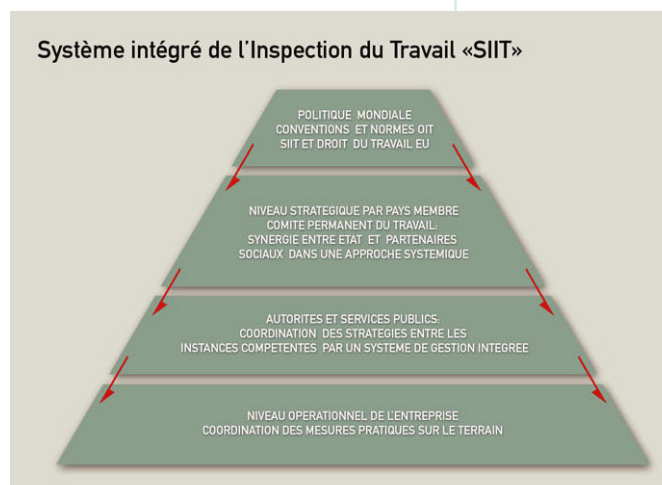 Système intégré de l'Inspection du Travail «SIIT»
POLITIQUE MONDIALE
CONVENTIONS ET NORMES OIT
SIIT ET DROIT DU TRAVAIL EU
NIVEAU STRATEGIQUE PAR PAYS MEMBRE
COMITE PERMANENT DU TRAVAIL:
SYNERGIE ENTRE ETAT ET PARTENAIRES
SOCIAUX DANS UNE APPROCHE SYSTEMIQUE
AUTORITES ET SERVICES PUBLICS:
COORDINATION DES STRATEGIES ENTRE LES
INSTANCES COMPETENTES PAR UN SYSTEME DE GESTION INTEGREE
NIVEAU OPERATIONNEL DE L'ENTREPRISE
COORDINATION DES MESURES PRATIQUES SUR LE TERRAIN